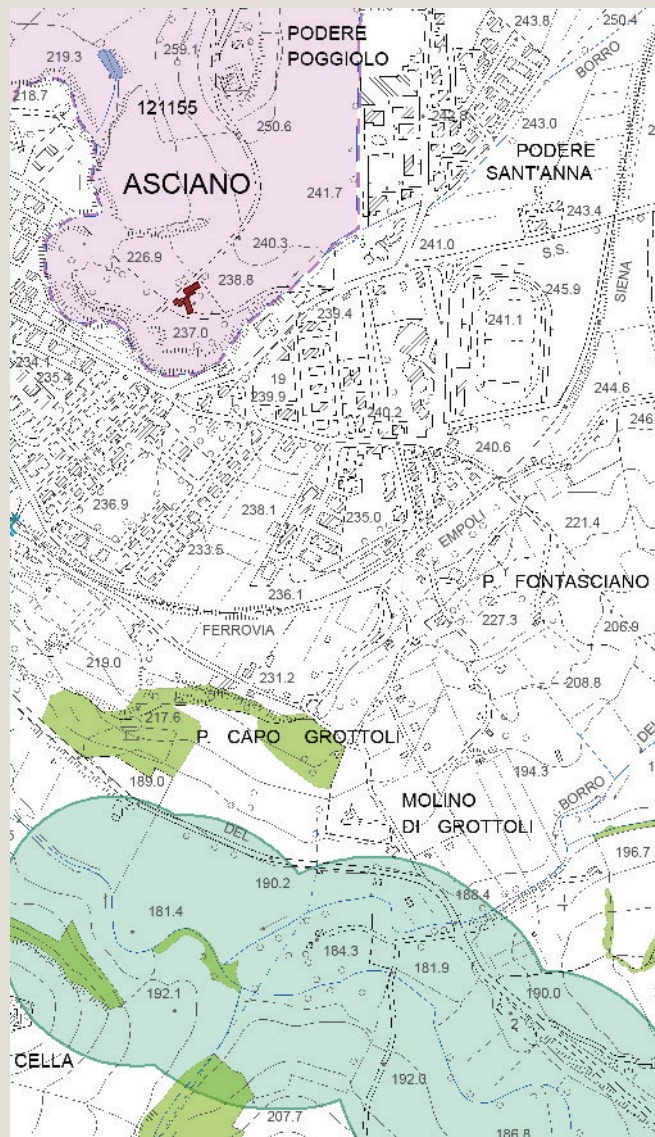 243.8
250.4
PODERE
POGGIOLO
219.3
259.1
BORRO
218.7
121155
242.8
243.0
250.6
PODERE
SANT'ANNA
ASCIANO
241.7
243.4
240.3
241.0
S.S.
226.9
238.8
245.9
SIENA
239.4
241.1
237.0
234.1
235.4
19
239.9
244.6
240.2
246.
240.6
236.9
238.1
235.0
EMPOLI
221.4
233.5
236.1
P. FONTASCIANO
227.3
FERROVIA
206.9
219.0
231.2
208.8
217.6
P. CAPO GROTTOLI
DEL
194.3
189.0
BORRO
MOLINO
DI GROTTOLI
DEL
196.7
190.2
188.4
181.4
184.3
181.9
192.1
190.0
2
CELLA
192.0
207.7
186.8